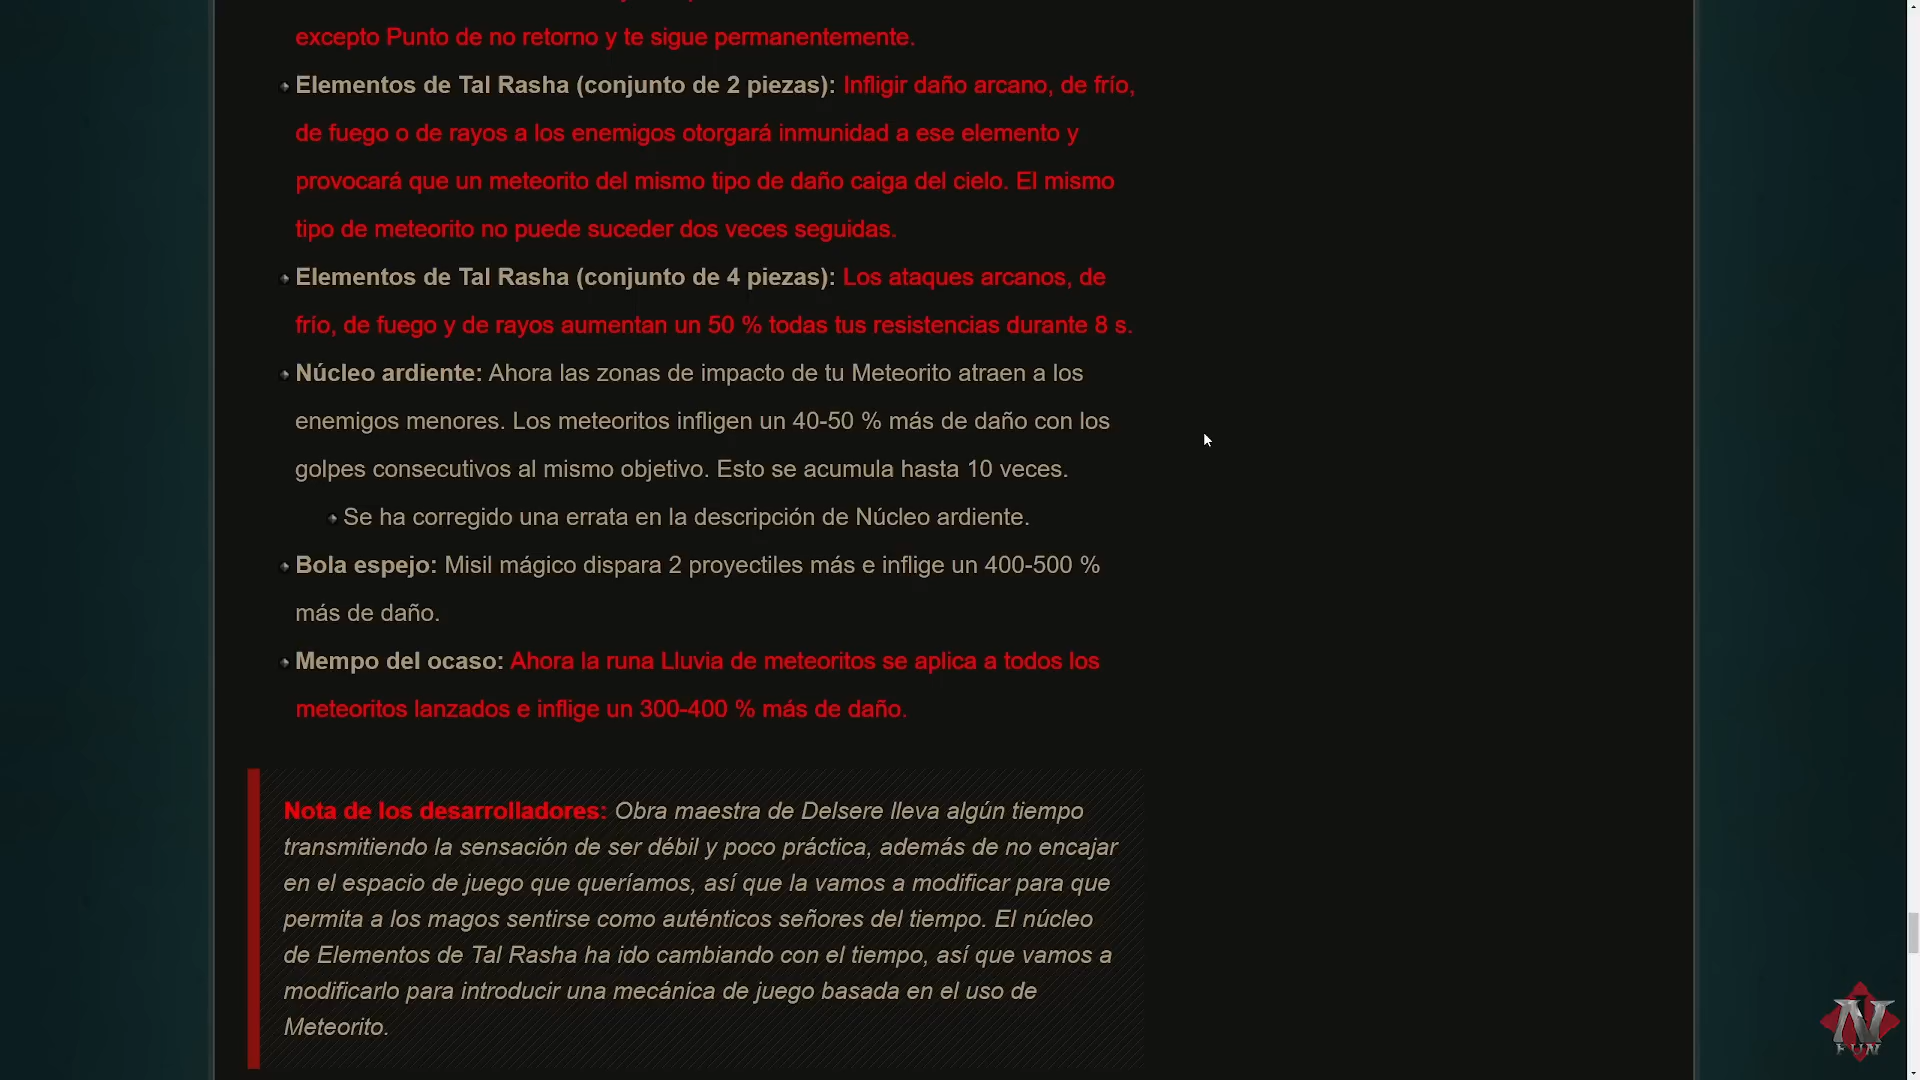 excepto Punto de no retorno y te sigue permanentemente.
Elementos de Tal Rasha (conjunto de 2 piezas): Infligir daño arcano, de frío,
de fuego o de rayos a los enemigos otorgará inmunidad a ese elemento y
provocará que un meteorito del mismo tipo de daño caiga del cielo. El mismo
tipo de meteorito no puede suceder dos veces seguidas.
Elementos de Tal Rasha (conjunto de 4 piezas): Los ataques arcanos, de
frío, de fuego y de rayos aumentan un 50 % todas tus resistencias durante 8 s.
Núcleo ardiente: Ahora las zonas de impacto de tu Meteorito atraen a los
enemigos menores. Los meteoritos infligen un 40-50 % más de daño con los
golpes consecutivos al mismo objetivo. Esto se acumula hasta 10 veces.
Se ha corregido una errata en la descripción de Núcleo ardiente.
Bola espejo: Misil mágico dispara 2 proyectiles más e inflige un 400-500 %
más de daño.
Mempo del ocaso: Ahora la runa Lluvia de meteoritos se aplica a todos los
meteoritos lanzados e inflige un 300-400 % más de daño.
Nota de los desarrolladores: Obra maestra de Delsere lleva algún tiempo
transmitiendo la sensación de ser débil y poco práctica, además de no encajar
en el espacio de juego que queríamos, así que la vamos a modificar para que
permita a los magos sentirse como auténticos señores del tiempo. El núcleo
de Elementos de Tal Rasha ha ido cambiando con el tiempo, así que vamos a
modificarlo para introducir una mecánica de juego basada en el uso de
Meteorito.
N
FUN